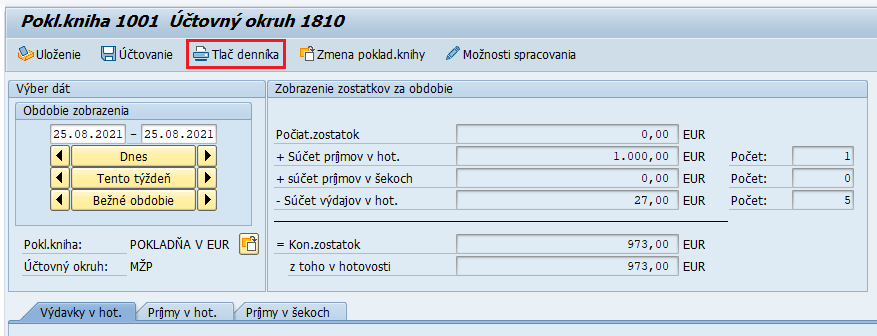 Pokl.kniha 1001 Účtovný okruh 1810
Uloženie Účtovanie Tlač denníka Zmena poklad.knihy Možnosti spracovania
Výber dát
Obdobie zobrazenia
25.08.2021 – 25.08.2021
Dnes
Tento týždeň
Bežné obdobie
Pokl.kniha: POKLADŇA V EUR
Účtovný okruh: MŽP
Zobrazenie zostatkov za obdobie
Počiat.zostatok 0,00 EUR
+ Súčet príjmov v hot. 1.000,00 EUR Počet: 1
+ súčet príjmov v šekoch 0,00 EUR Počet: 0
- Súčet výdajov v hot. 27,00 EUR Počet: 5
= Kon.zostatok 973,00 EUR
z toho v hotovosti 973,00 EUR
Výdavky v hot. Príjmy v hot. Príjmy v šekoch